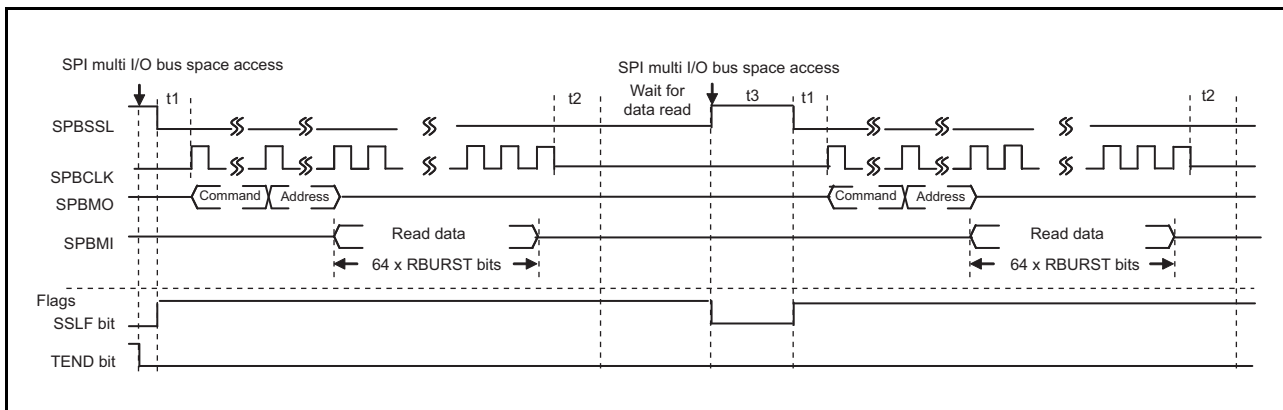 SPI multi I/O bus space access
SPI multi I/O bus space access
t1
t2
Wait for
data read
t3
t1
t2
SPBSSL
SPBCLK
SPBMO
Command
Address
Command
Address
SPBMI
Read data
Read data
64 x RBURST bits
64 x RBURST bits
Flags
SSLF bit
TEND bit